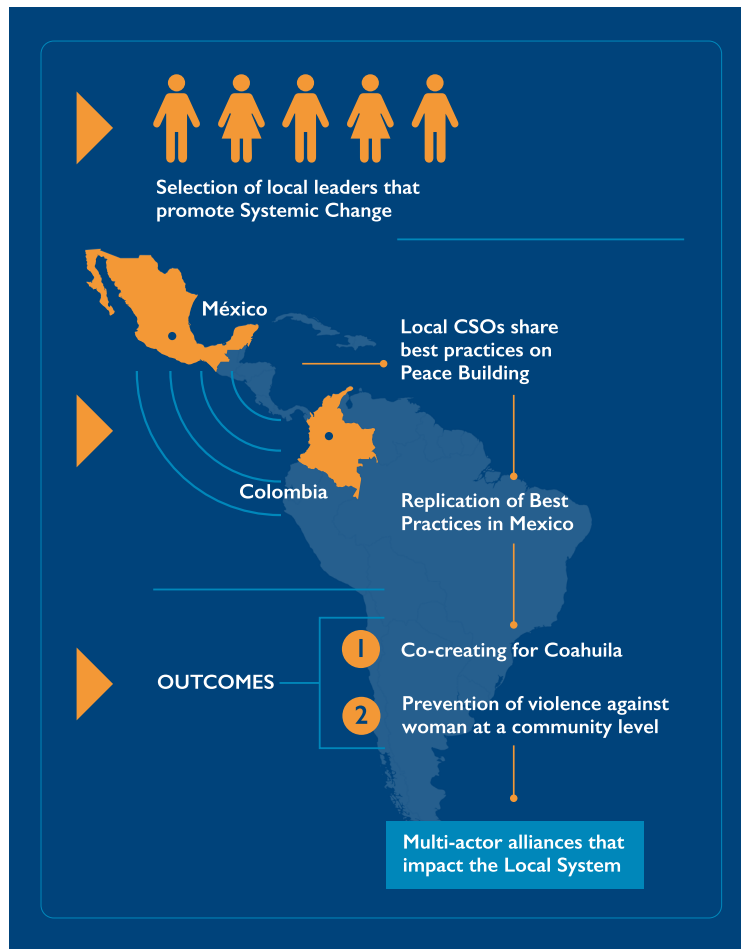 Selection of local leaders that
promote Systemic Change
México
Local CSOs share
best practices on
Peace Building
Colombia
Replication of Best
Practices in Mexico
OUTCOMES
1
Co-creating for Coahuila
2
Prevention of violence against
woman at a community level
Multi-actor alliances that
impact the Local System